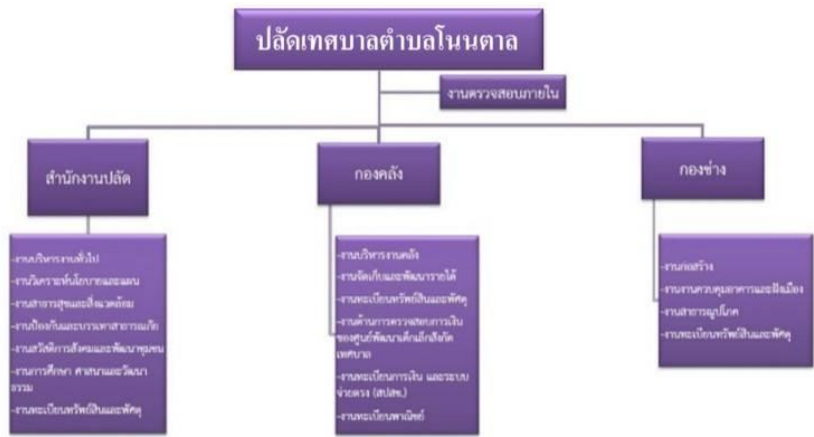 ปลัดเทศบาลตำบลโนนตาล
งานตรวจสอบภายใน
สำนักงานปลัด
กองคลัง
กองช่าง
-งานบริหารงานทั่วไป
-งานวิเคราะห์นโยบายและแผน
-งานสาธารสุขและสิ่งแวดล้อม
-งานป้องกันและบรรเทาสาธารณภัย
-งานสวัสดิการสังคมและพัฒนาชุมชน
-งานการศึกษา ศาสนาและวัฒนา
ธรรม
-งานทะเบียนทรัพย์สินและพัสดุ
-งานบริหารงานคลัง
-งานจัดเก็บและพัฒนารายได้
-งานทะเบียนทรัพย์สินและพัสดุ
-งานด้านการตรวจสอบการเงิน
ของศูนย์พัฒนาเด็กเล็กสังกัด
เทศบาล
-งานทะเบียนการเงิน และระบบ
จ่ายตรง (สปสช.)
-งานทะเบียนพาณิชย์
-งานก่อสร้าง
-งานงานควบคุมอาคารและผังเมือง
-งานสาธารณูปโภค
-งานทะเบียนทรัพย์สินและพัสดุ